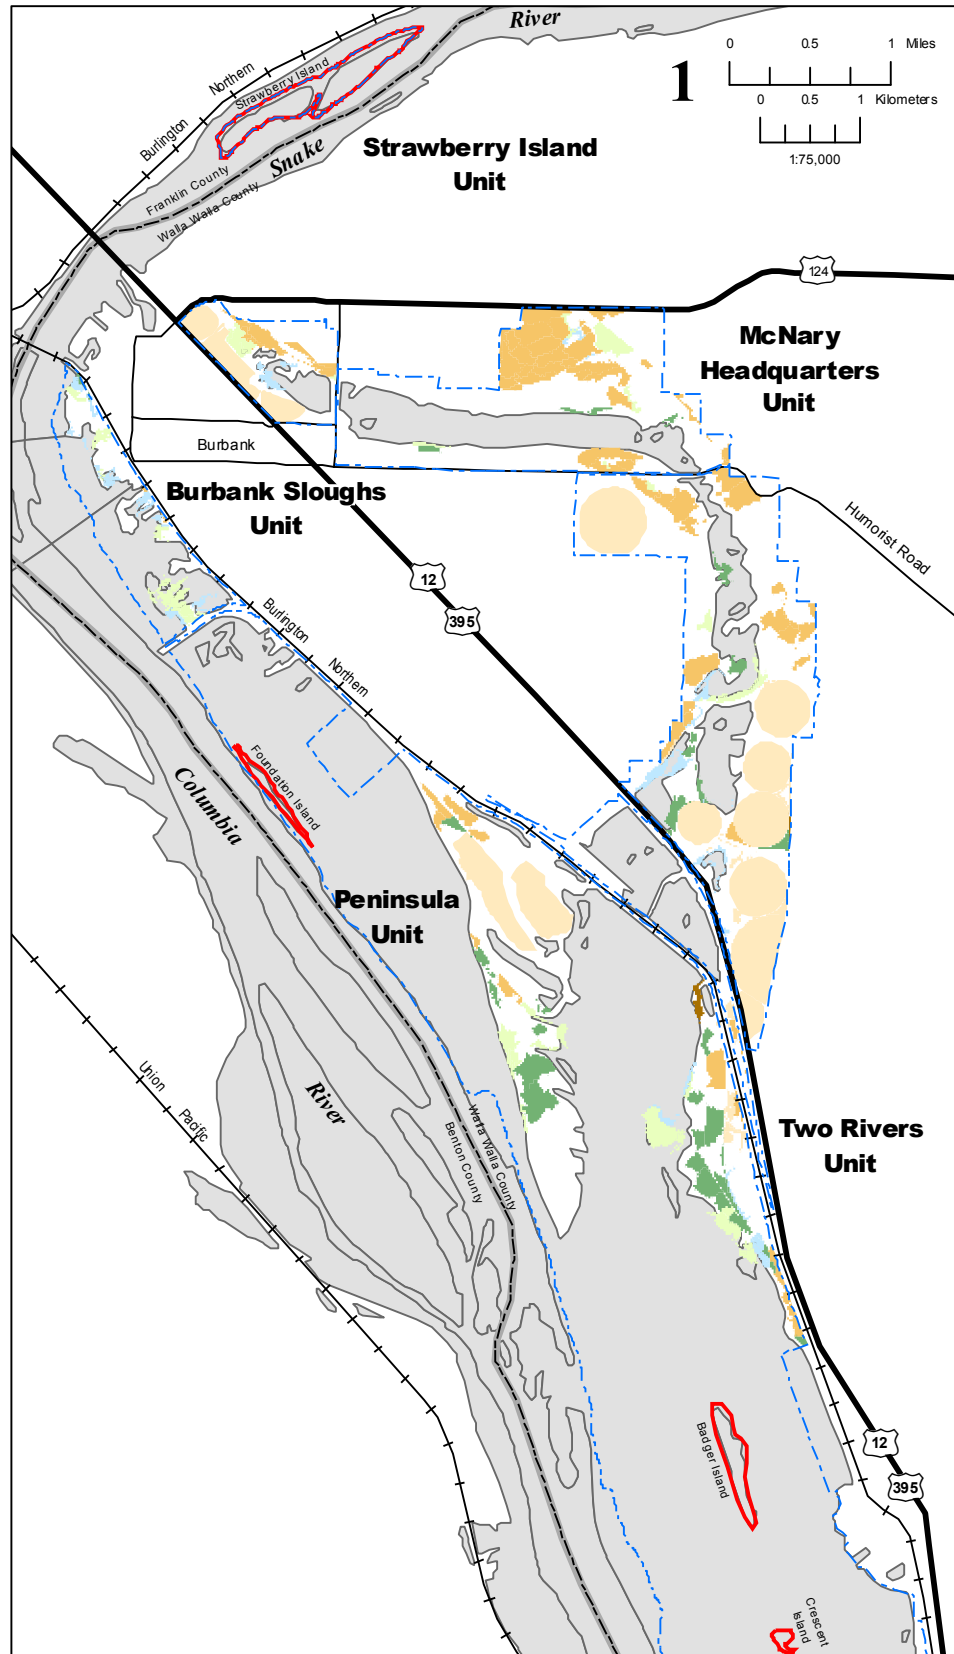 River
1
0 0.5 1 Miles
0 0.5 1 Kilometers
1:75,000
Northern
Strawberry Island
Burlington
Snake
Strawberry Island
Unit
Franklin County
Walla Walla County
124
McNary
Headquarters
Unit
Burbank
Burbank Sloughs
Unit
Humorist Road
12
395
Burlington
Northern
Foundation Island
Columbia
Peninsula
Unit
River
Union
Pacific
Walla Walla County
Benton County
Two Rivers
Unit
Badger Island
12
395
Crescent
Island